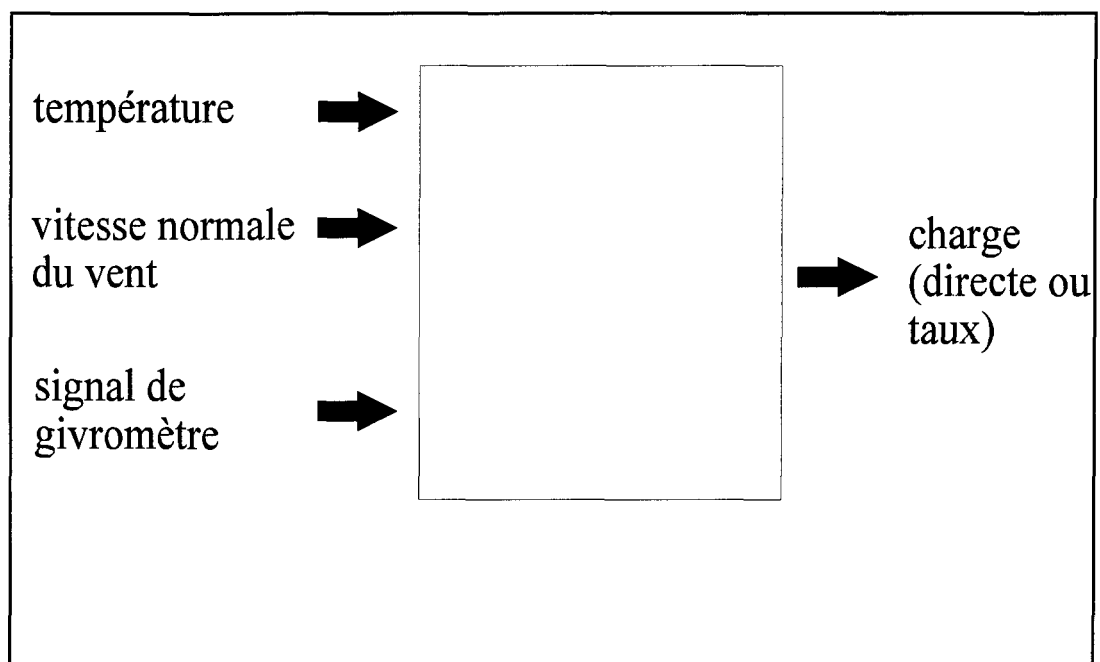 température
vitesse normale
du vent
signal de
givromètre
charge
(directe ou
taux)